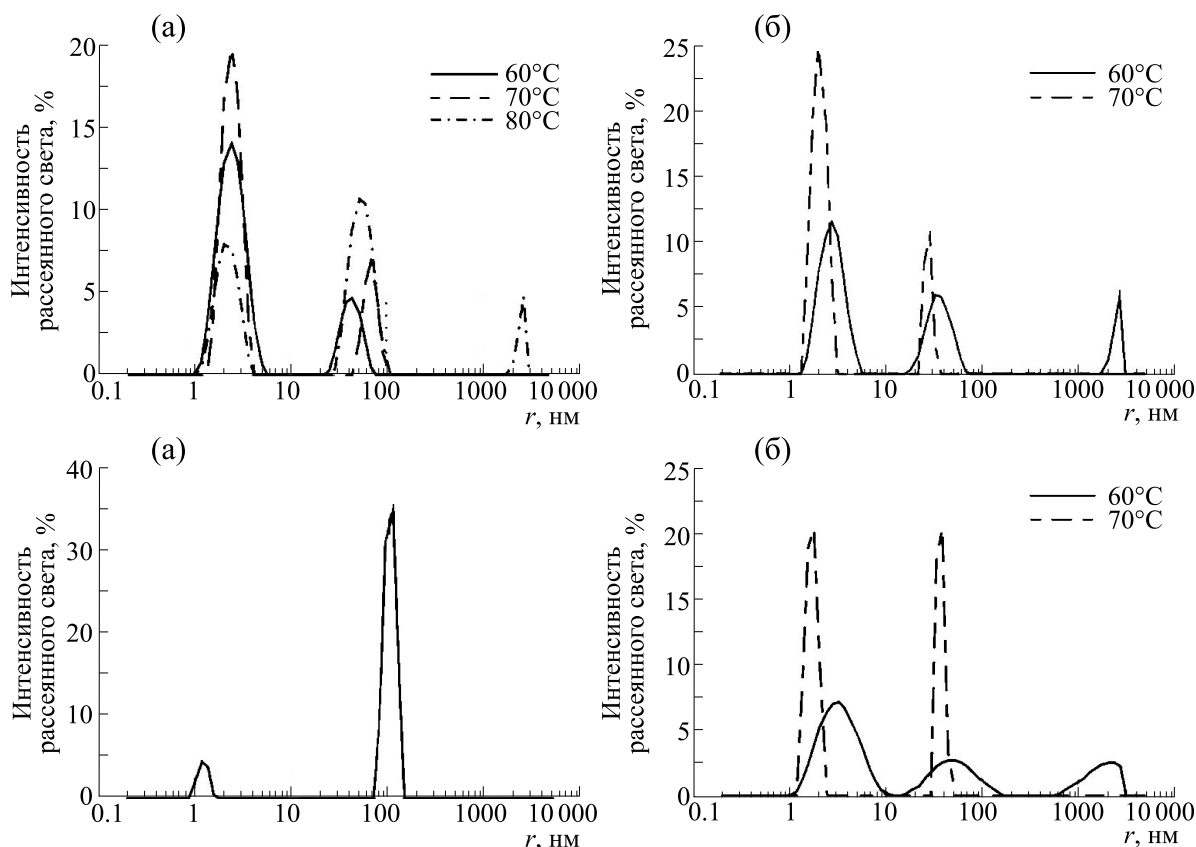 (а)
Интенсивность
рассеянного света, %
20
15
10
5
0
60°C
70°C
80°C
0.1 1 10 100 1000 10 000
r, нм
(б)
Интенсивность
рассеянного света, %
25
20
15
10
5
0
60°C
70°C
0.1 1 10 100 1000 10 000
r, нм
(а)
Интенсивность
рассеянного света, %
40
30
20
35
5
0
0.1 1 10 100 1000 10 000
r, нм
(б)
Интенсивность
рассеянного света, %
25
20
15
10
5
0
60°C
70°C
0.1 1 10 100 1000 10 000
r, нм